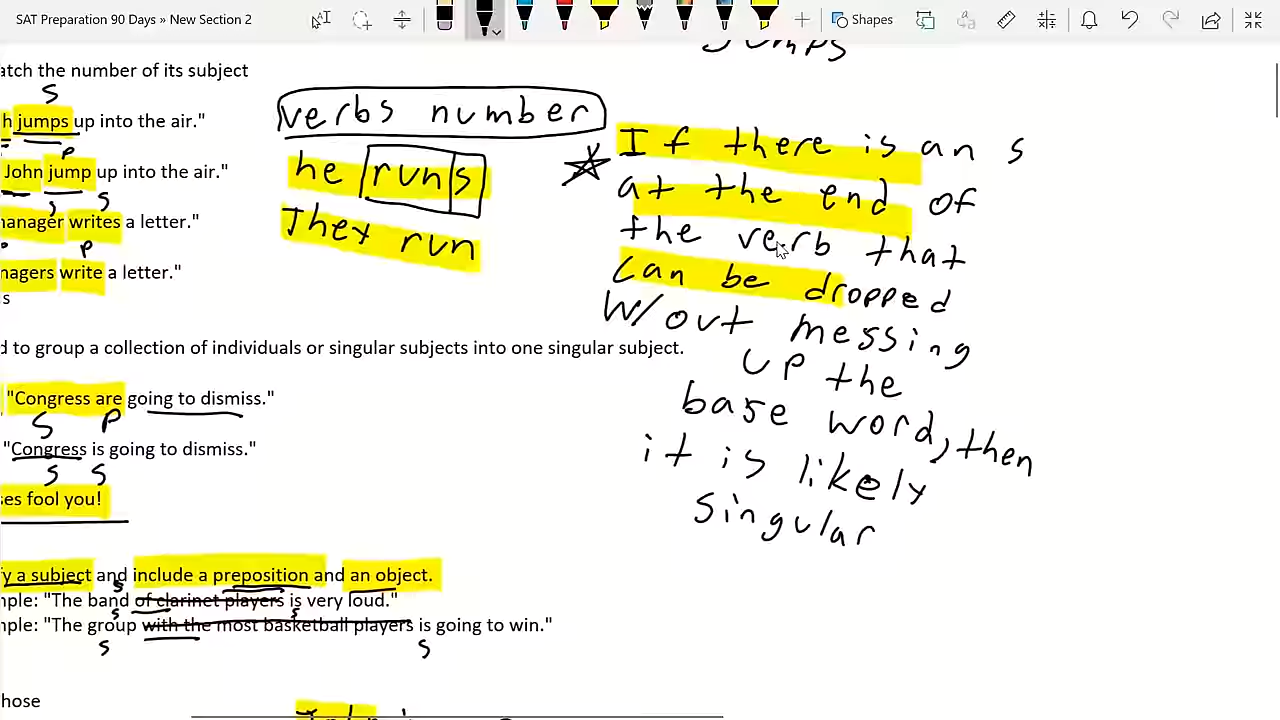 SAT Preparation 90 Days » New Section 2
Shapes
Jumps
atch the number of its subject
s
h jumps up into the air."
p
John jump up into the air."
s s
manager writes a letter."
p p
nagers write a letter."
s
verbs number
he runs
They run
If there is an s
at the end of
the verb that
can be dropped
w/out messing
up the
base word, then
it is likely
singular
d to group a collection of individuals or singular subjects into one singular subject.
"Congress are going to dismiss."
S P
"Congress is going to dismiss."
s s
ses fool you!
fy a subject and include a preposition and an object.
s
mple: "The band of clarinet players is very loud."
s s
mple: "The group with the most basketball players is going to win."
s s
hose